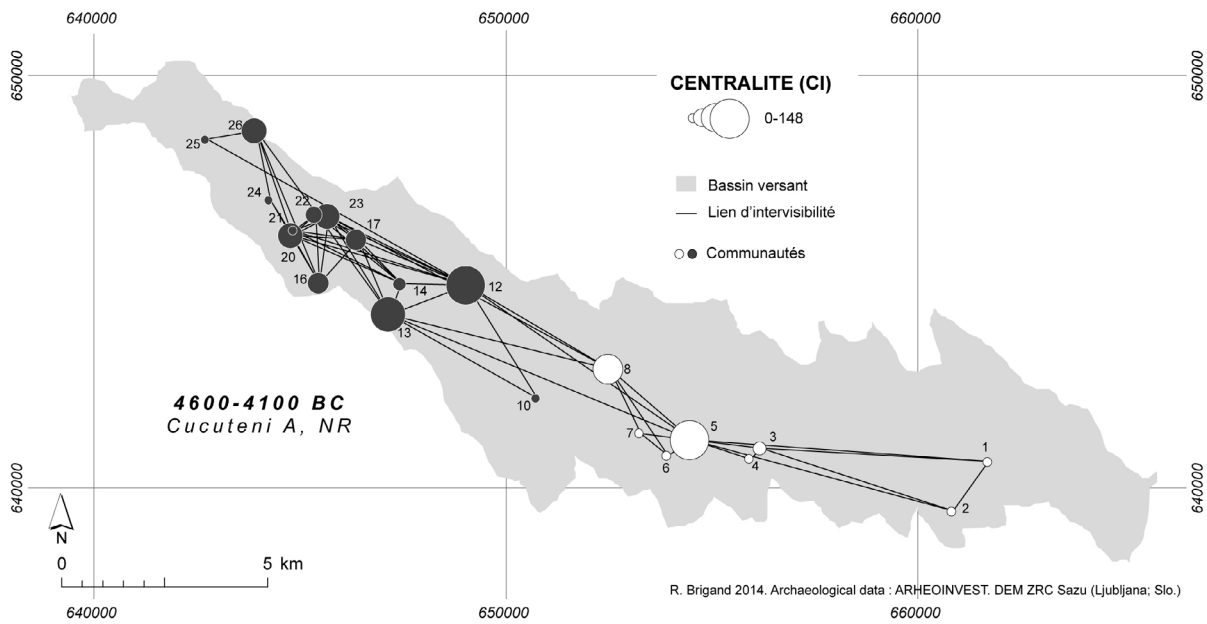 640000 650000 660000
650000 650000
CENTRALITE (CI)
0-148
Bassin versant
Lien d'intervisibilité
Communautés
26
25
24
22 23
21 17
20
16 14 12
13
8
10
7 5 3 1
6 4
2
4600-4100 BC
Cucuteni A, NR
640000 640000
N
0 5 km
R. Brigand 2014. Archaeological data : ARHEOINVEST. DEM ZRC Sazu (Ljubljana; Slo.)
640000 650000 660000